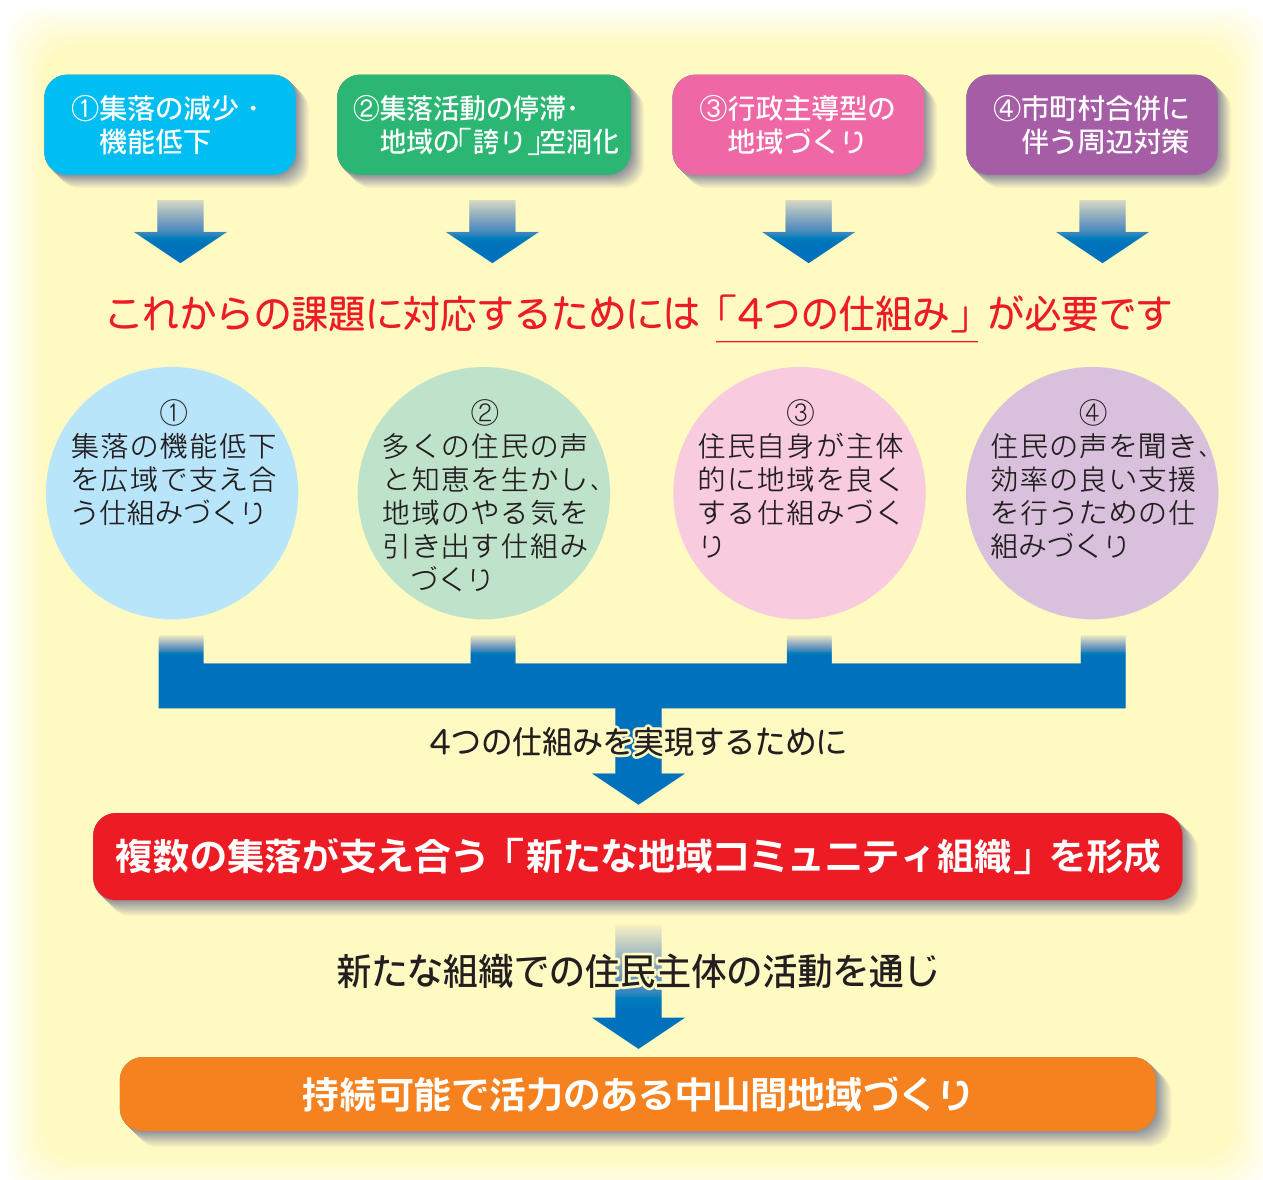 ①集落の減少・
機能低下
②集落活動の停滞・
地域の「誇り」空洞化
③行政主導型の
地域づくり
④市町村合併に
伴う周辺対策
これからの課題に対応するためには「4つの仕組み」が必要です
①
集落の機能低下
を広域で支え合
う仕組みづくり
②
多くの住民の声
と知恵を生かし、
地域のやる気を
引き出す仕組み
づくり
③
住民自身が主体
的に地域を良く
する仕組みづく
り
④
住民の声を聞き、
効率の良い支援
を行うための仕
組みづくり
4つの仕組みを実現するために
複数の集落が支え合う「新たな地域コミュニティ組織」を形成
新たな組織での住民主体の活動を通じ
持続可能で活力のある中山間地域づくり